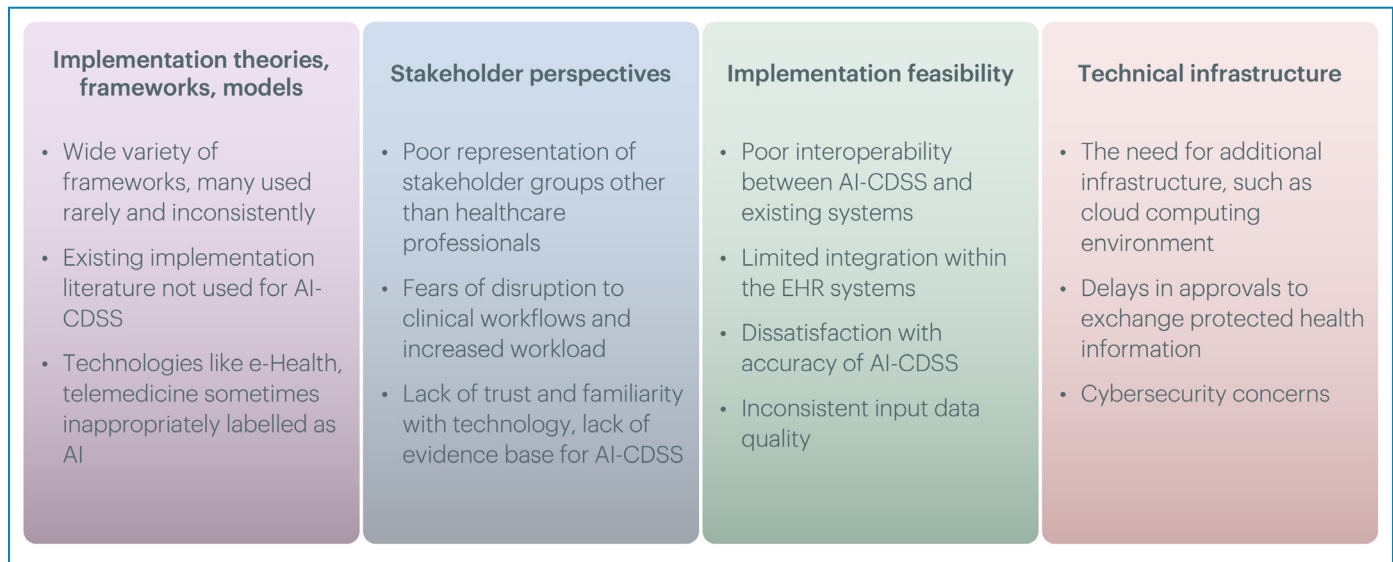 Implementation theories,
frameworks, models
• Wide variety of
frameworks, many used
rarely and inconsistently
• Existing implementation
literature not used for AI-
CDSS
• Technologies like e-Health,
telemedicine sometimes
inappropriately labelled as
AI
Stakeholder perspectives
• Poor representation of
stakeholder groups other
than healthcare
professionals
• Fears of disruption to
clinical workflows and
increased workload
• Lack of trust and familiarity
with technology, lack of
evidence base for AI-CDSS
Implementation feasibility
• Poor interoperability
between AI-CDSS and
existing systems
• Limited integration within
the EHR systems
• Dissatisfaction with
accuracy of AI-CDSS
• Inconsistent input data
quality
Technical infrastructure
• The need for additional
infrastructure, such as
cloud computing
environment
• Delays in approvals to
exchange protected health
information
• Cybersecurity concerns